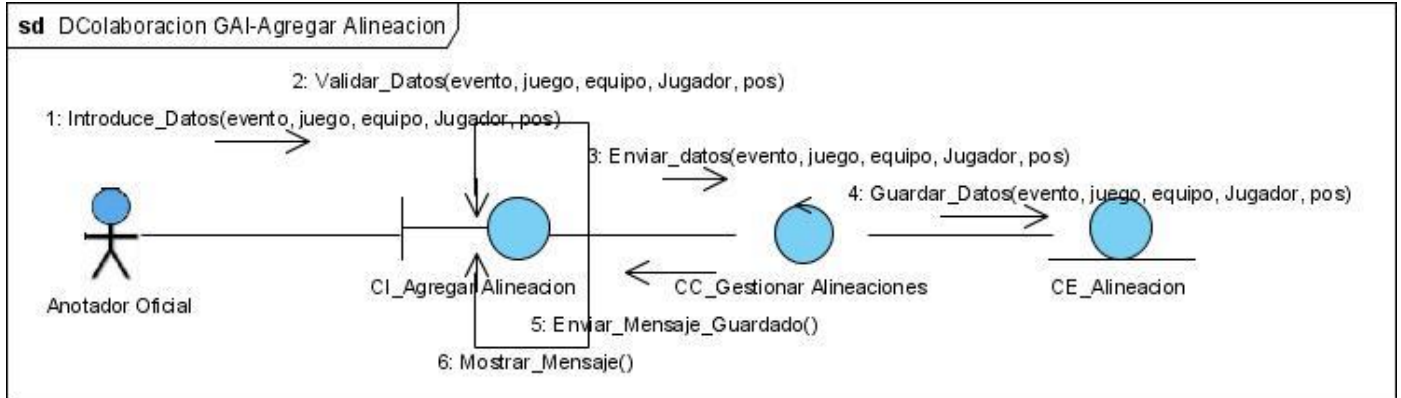 sd DColaboracion GAI-Agregar Alineacion
2: Validar_Datos(evento, juego, equipo, Jugador, pos)
1: Introduce_Datos(evento, juego, equipo, Jugador, pos)
3: Enviar_datos(evento, juego, equipo, Jugador, pos)
4: Guardar_Datos(evento, juego, equipo, Jugador, pos)
Anotador Oficial
CI_Agregar Alineacion
CC_Gestionar Alineaciones
CE_Alineacion
5: Enviar_Mensaje_Guardado()
6: Mostrar_Mensaje()